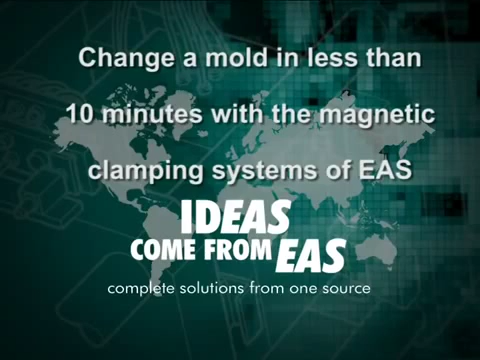 Change a mold in less than
10 minutes with the magnetic
clamping systems of EAS
IDEAS
COME FROM EAS
complete solutions from one source